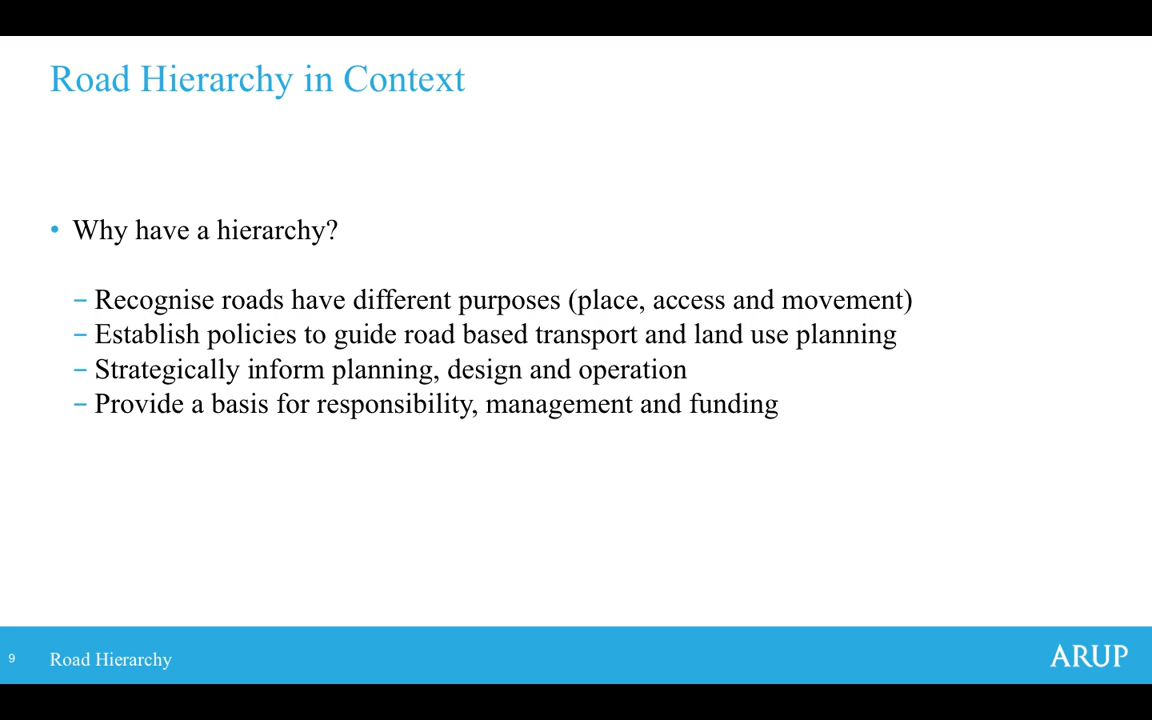 Road Hierarchy in Context
• Why have a hierarchy?
– Recognise roads have different purposes (place, access and movement)
– Establish policies to guide road based transport and land use planning
– Strategically inform planning, design and operation
– Provide a basis for responsibility, management and funding
9 Road Hierarchy
ARUP